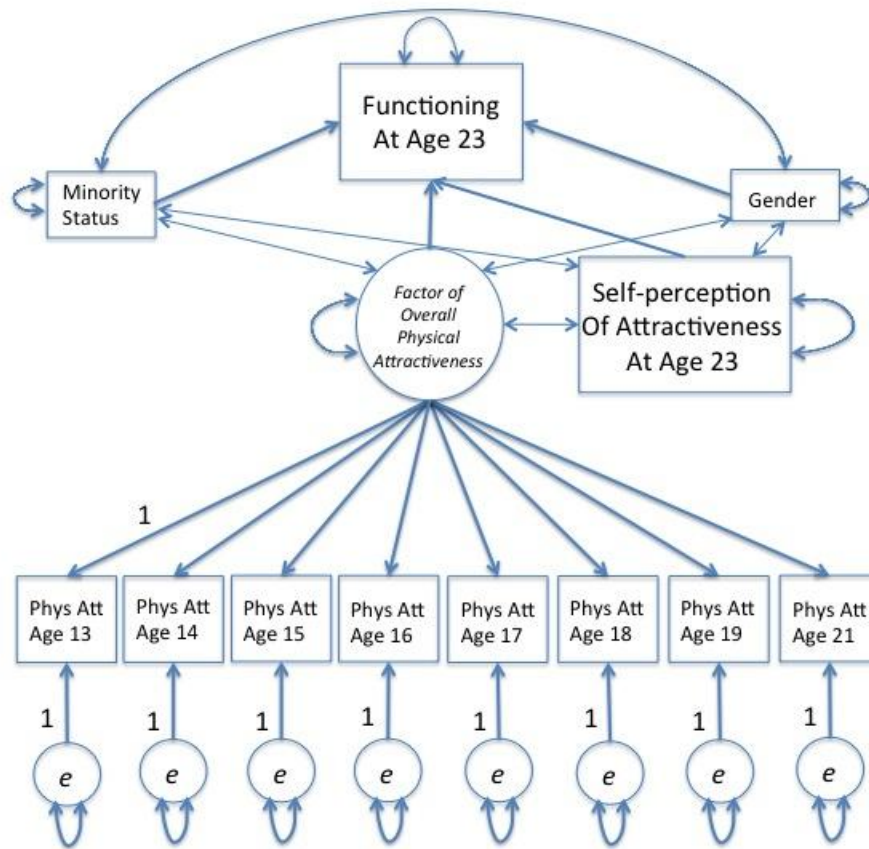 Functioning
At Age 23
Minority
Status
Gender
Factor of
Overall
Physical
Attractiveness
Self-perception
Of Attractiveness
At Age 23
1
Phys Att
Age 13
Phys Att
Age 14
Phys Att
Age 15
Phys Att
Age 16
Phys Att
Age 17
Phys Att
Age 18
Phys Att
Age 19
Phys Att
Age 21
1
1
1
1
1
1
1
1
e
e
e
e
e
e
e
e